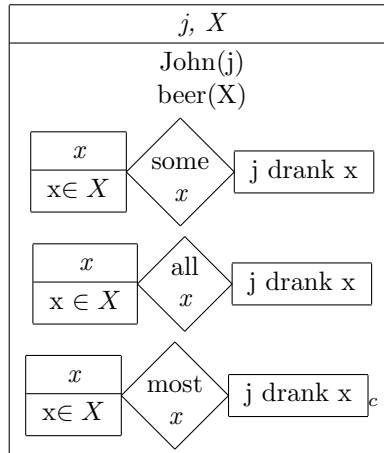 j, X
John(j)
beer(X)
x
x∈ X
some
x
j drank x
x
x ∈ X
all
x
j drank x
x
x∈ X
most
x
j drank x
c